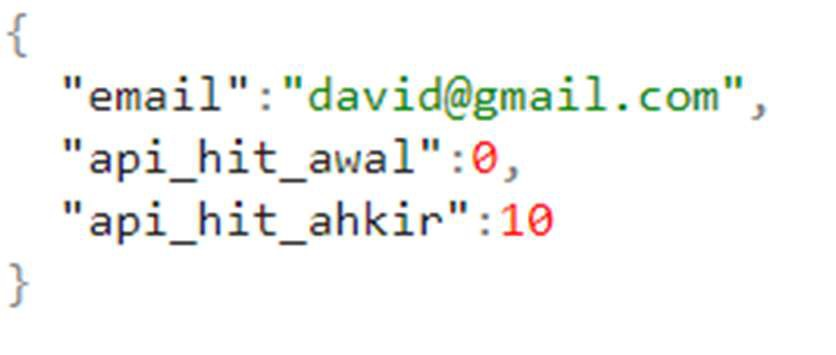 {
"email":"david@gmail.com",
"api_hit_awal":0,
"api_hit_ahkir":10
}